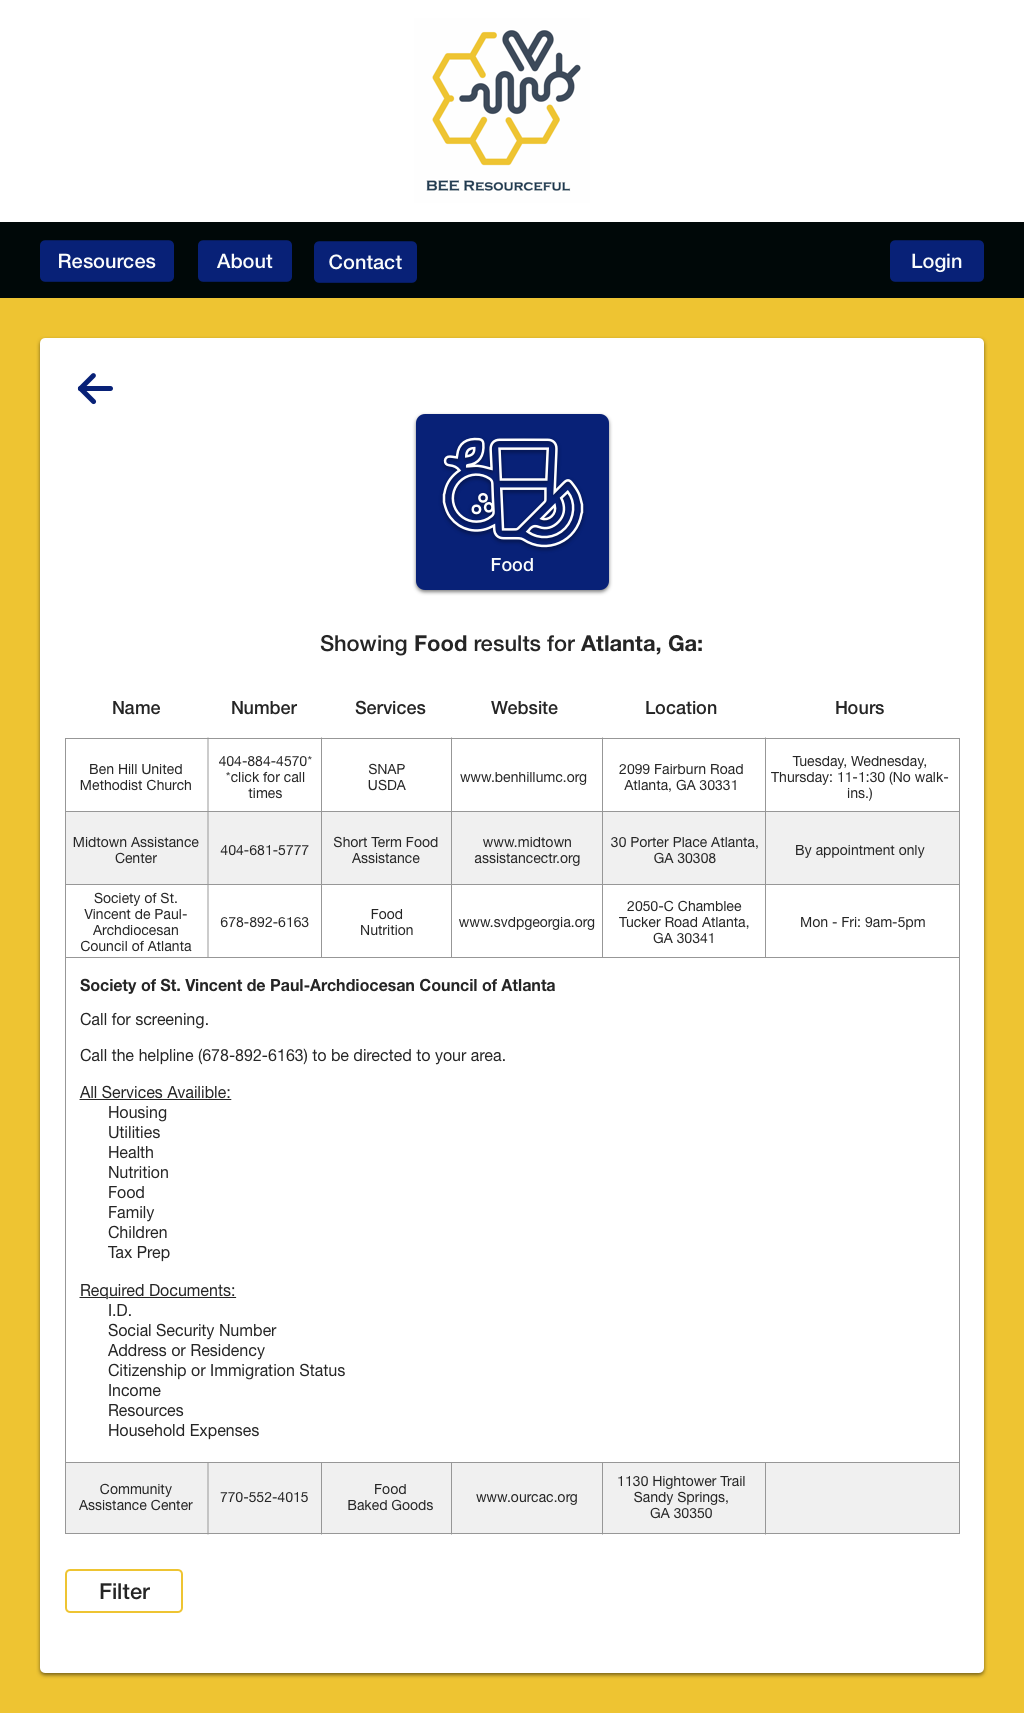 BEE RESOURCEFUL
Resources
About
Contact
Login
Food
Showing Food results for Atlanta, Ga:
Name Number Services Website Location Hours
Ben Hill United
Methodist Church
404-884-4570*
*click for call
times
SNAP
USDA
www.benhillumc.org
2099 Fairburn Road
Atlanta, GA 30331
Tuesday, Wednesday,
Thursday: 11-1:30 (No walk-
ins.)
Midtown Assistance
Center
404-681-5777
Short Term Food
Assistance
www.midtown
assistancectr.org
30 Porter Place Atlanta,
GA 30308
By appointment only
Society of St.
Vincent de Paul-
Archdiocesan
Council of Atlanta
678-892-6163
Food
Nutrition
www.svdpgeorgia.org
2050-C Chamblee
Tucker Road Atlanta,
GA 30341
Mon - Fri: 9am-5pm
Society of St. Vincent de Paul-Archdiocesan Council of Atlanta
Call for screening.
Call the helpline (678-892-6163) to be directed to your area.
All Services Availible:
Housing
Utilities
Health
Nutrition
Food
Family
Children
Tax Prep
Required Documents:
I.D.
Social Security Number
Address or Residency
Citizenship or Immigration Status
Income
Resources
Household Expenses
Community
Assistance Center
770-552-4015
Food
Baked Goods
www.ourcac.org
1130 Hightower Trail
Sandy Springs,
GA 30350
Filter